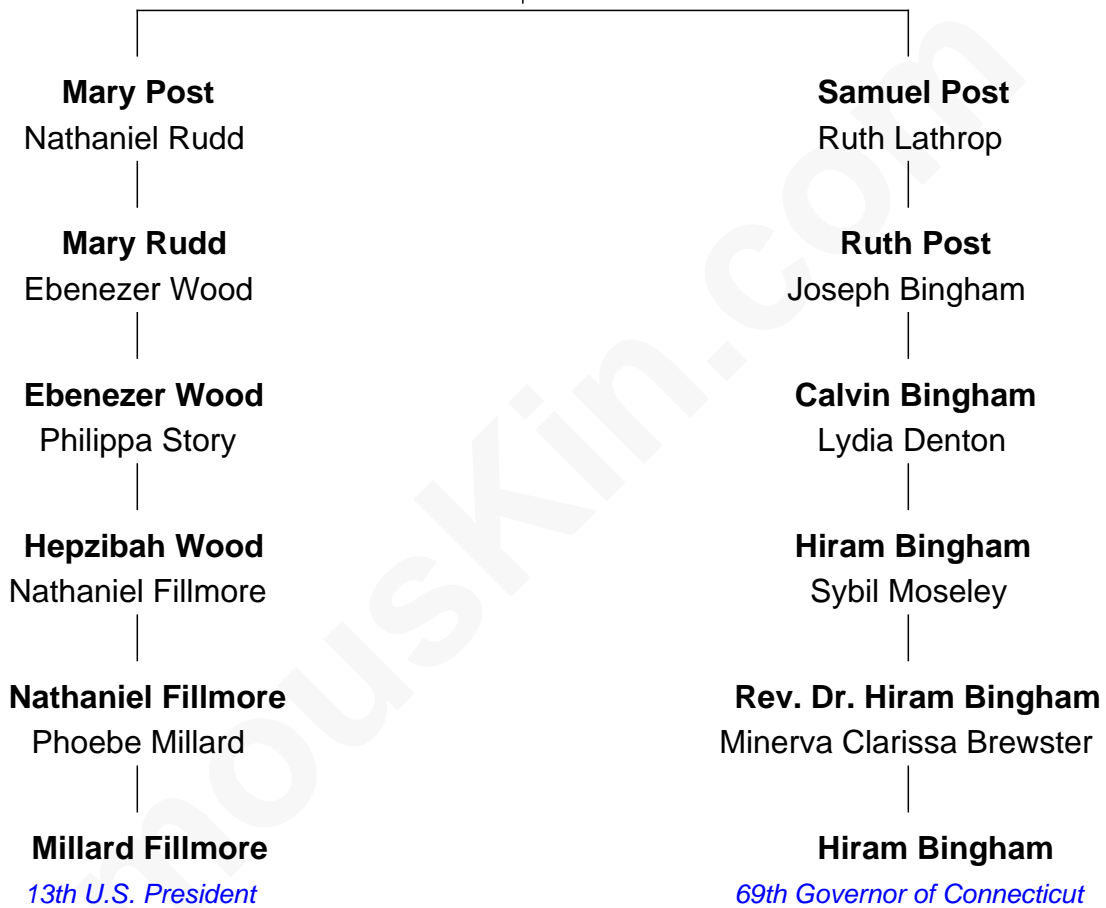 Mary Post
Nathaniel Rudd
Mary Rudd
Ebenezer Wood
Ebenezer Wood
Philippa Story
Hepzibah Wood
Nathaniel Fillmore
Nathaniel Fillmore
Phoebe Millard
Millard Fillmore
13th U.S. President
Samuel Post
Ruth Lathrop
Ruth Post
Joseph Bingham
Calvin Bingham
Lydia Denton
Hiram Bingham
Sybil Moseley
Rev. Dr. Hiram Bingham
Minerva Clarissa Brewster
Hiram Bingham
69th Governor of Connecticut
mousKin.com